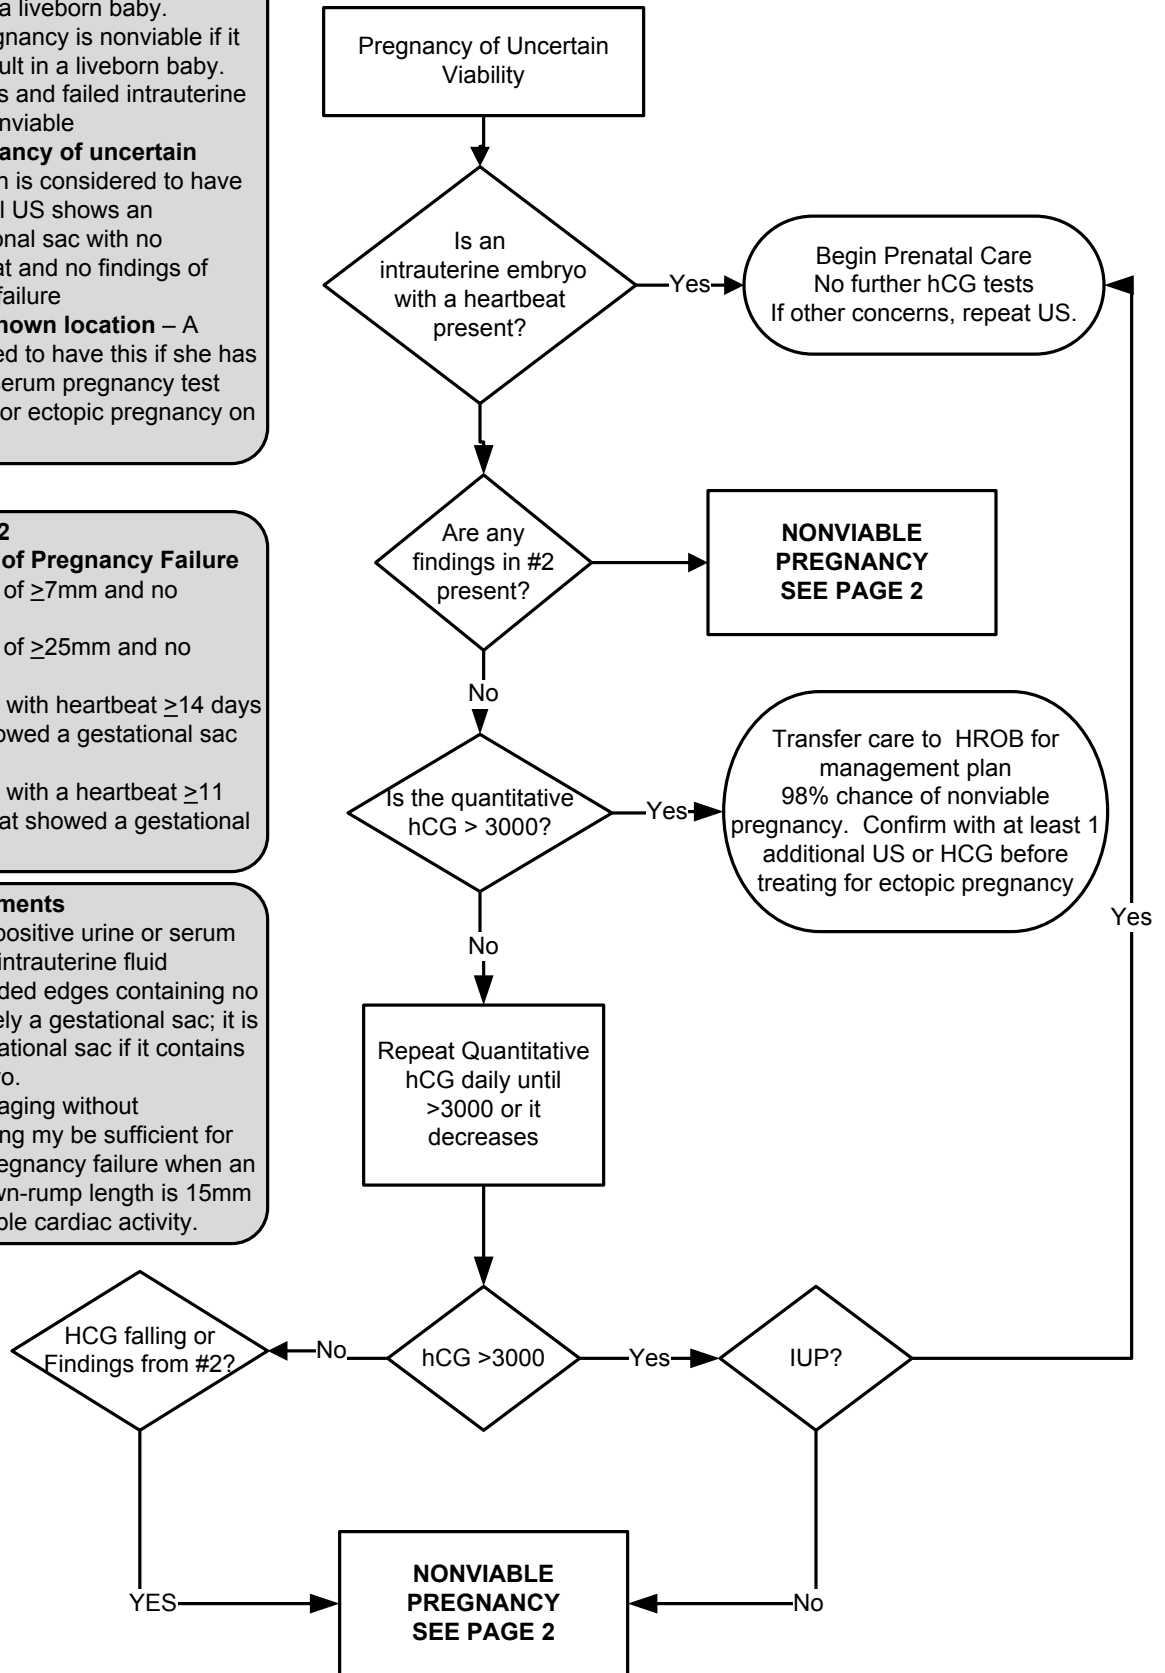 a liveborn baby.
gnancy is nonviable if it
ult in a liveborn baby.
s and failed intrauterine
nviable
ancy of uncertain
n is considered to have
l US shows an
onal sac with no
at and no findings of
failure
nown location – A
ed to have this if she has
serum pregnancy test
or ectopic pregnancy on
2
of Pregnancy Failure
of ≥7mm and no
of ≥25mm and no
with heartbeat ≥14 days
owed a gestational sac
with a heartbeat ≥11
at showed a gestational
ments
positive urine or serum
intrauterine fluid
ded edges containing no
ely a gestational sac; it is
ational sac if it contains
o.
aging without
ng my be sufficient for
egnancy failure when an
wn-rump length is 15mm
ble cardiac activity.
Pregnancy of Uncertain
Viability
Is an
intrauterine embryo
with a heartbeat
present?
Yes
Begin Prenatal Care
No further hCG tests
If other concerns, repeat US.
Are any
findings in #2
present?
NONVIABLE
PREGNANCY
SEE PAGE 2
No
Is the quantitative
hCG > 3000?
Yes
Transfer care to HROB for
management plan
98% chance of nonviable
pregnancy. Confirm with at least 1
additional US or HCG before
treating for ectopic pregnancy
Yes
No
Repeat Quantitative
hCG daily until
>3000 or it
decreases
HCG falling or
Findings from #2?
No
hCG >3000
Yes
IUP?
YES
NONVIABLE
PREGNANCY
SEE PAGE 2
No